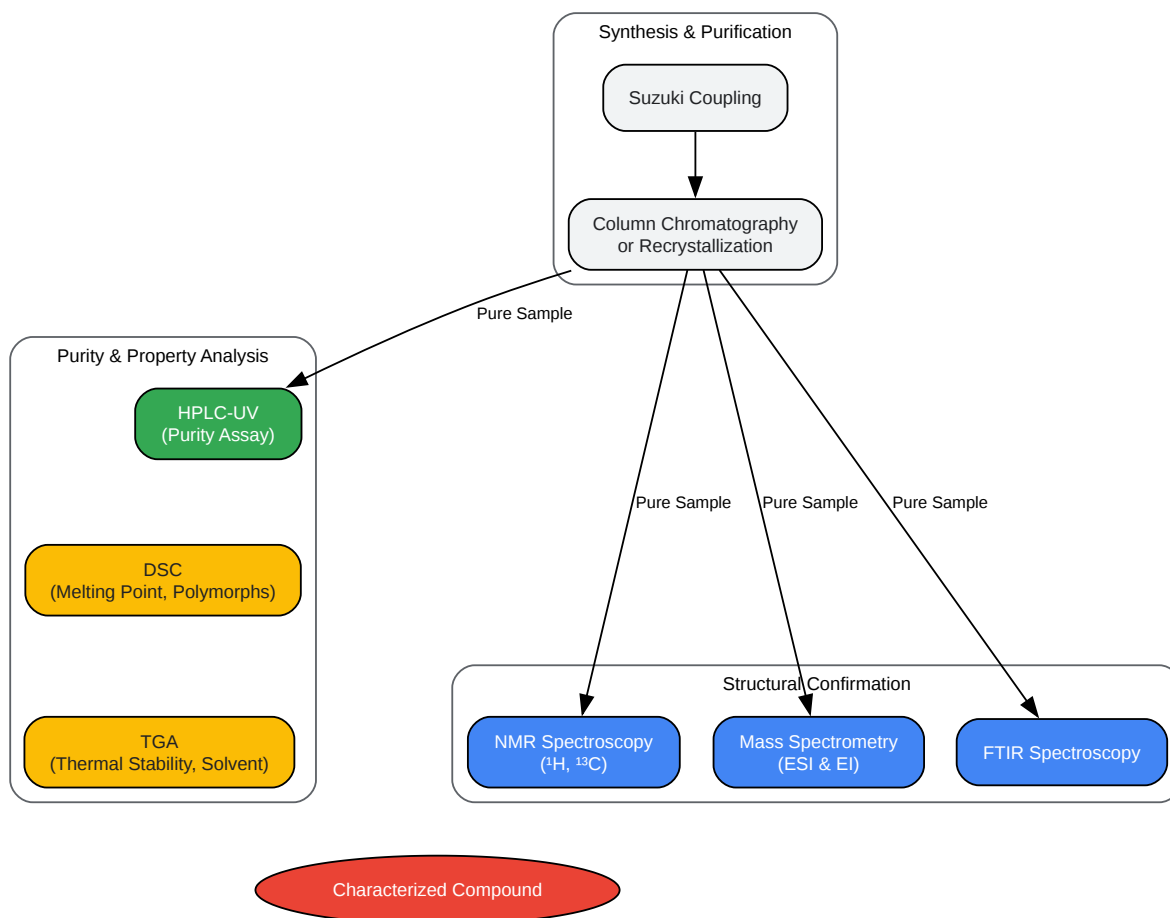 Synthesis & Purification
Suzuki Coupling
Column Chromatography
or Recrystallization
Pure Sample
Purity & Property Analysis
HPLC-UV
(Purity Assay)
Pure Sample
Pure Sample
Pure Sample
DSC
(Melting Point, Polymorphs)
Structural Confirmation
TGA
(Thermal Stability, Solvent)
NMR Spectroscopy
(¹H, ¹³C)
Mass Spectrometry
(ESI & EI)
FTIR Spectroscopy
Characterized Compound